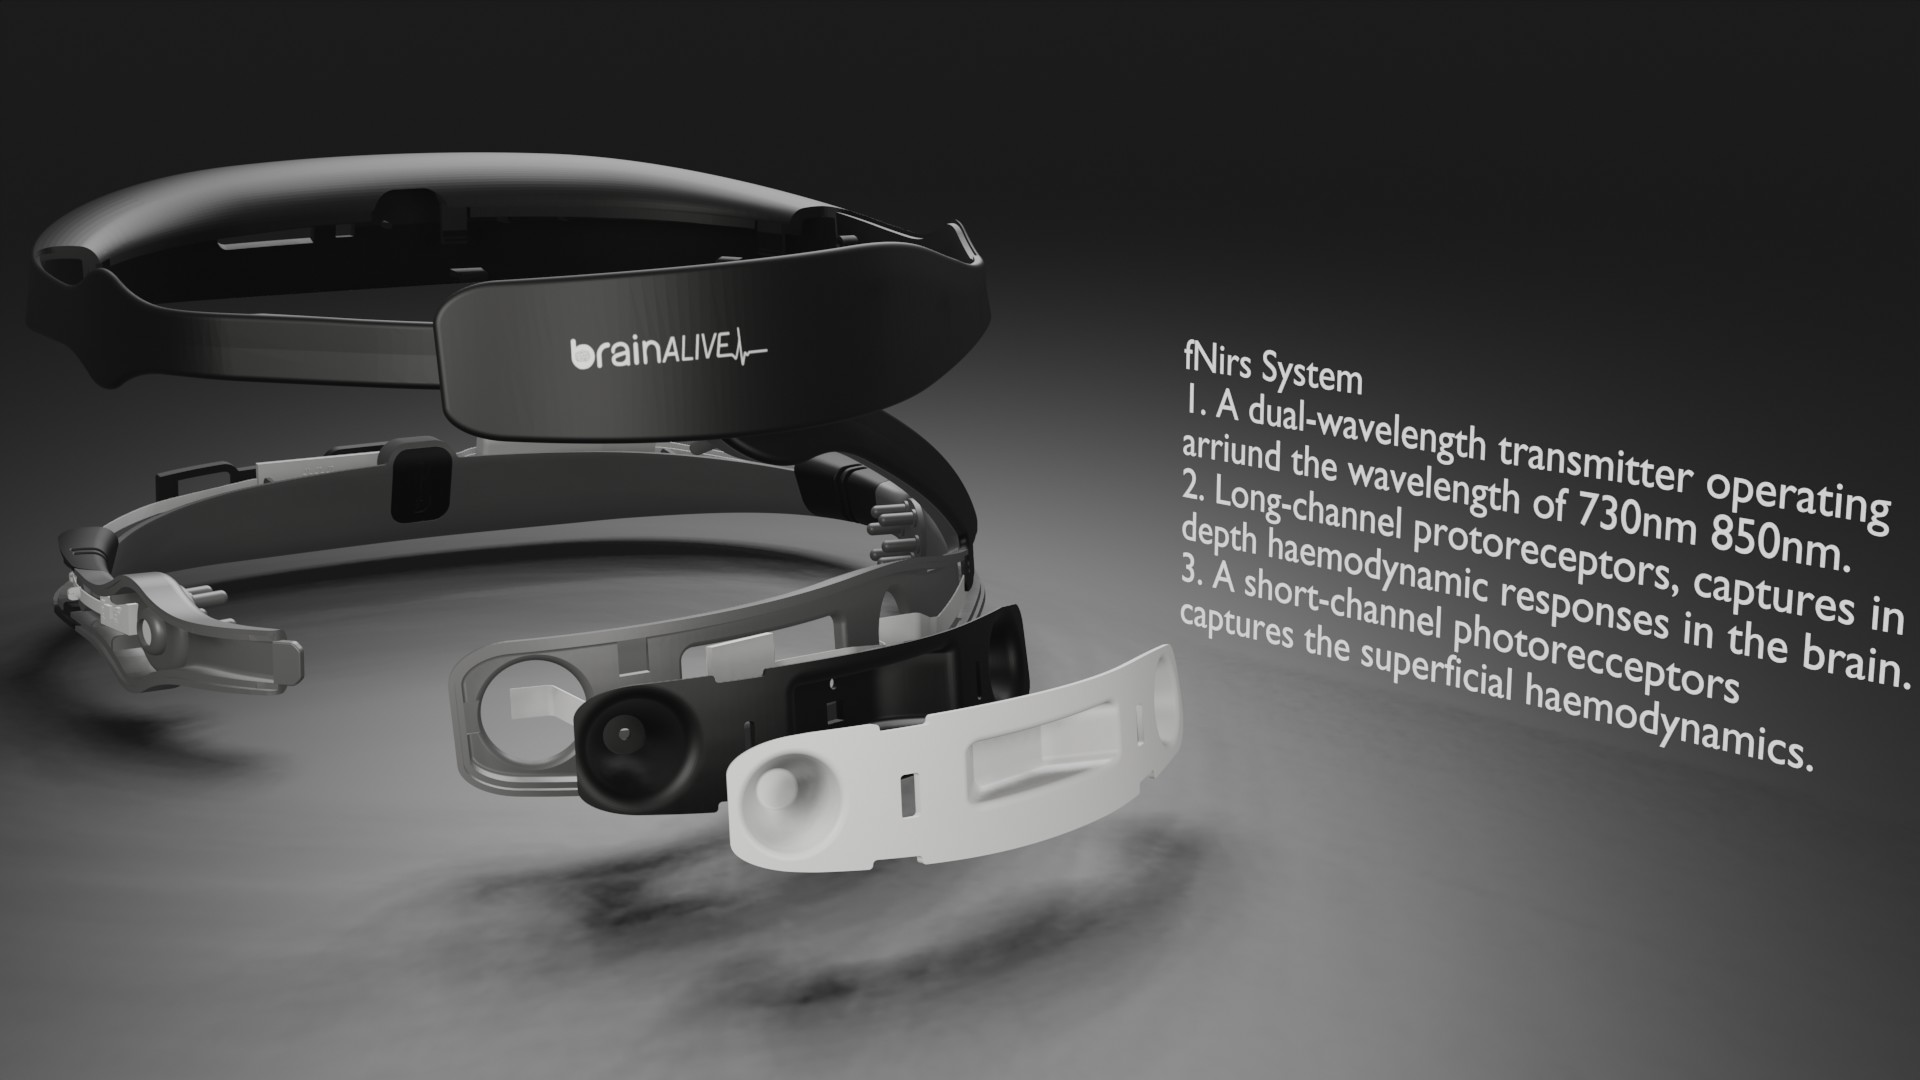 brainALIVE
fNirs System
1. A dual-wavelength transmitter operating
arriund the wavelength of 730nm 850nm.
2. Long-channel protoreceptors, captures in
depth haemodynamic responses in the brain.
3. A short-channel photorecceptors
captures the superficial haemodynamics.